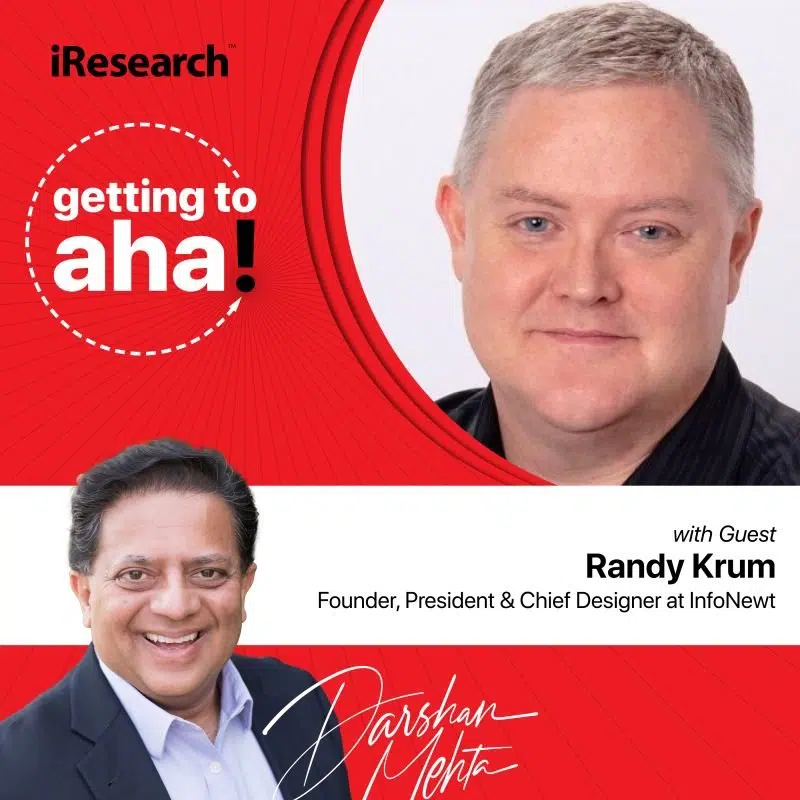 iResearch™
getting to
aha!
with Guest
Randy Krum
Founder, President & Chief Designer at InfoNewt
Darshan
Mehta